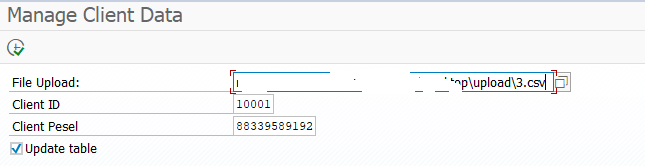 Manage Client Data
File Upload: top\upload\3.csv
Client ID 10001
Client Pesel 88339589192
Update table